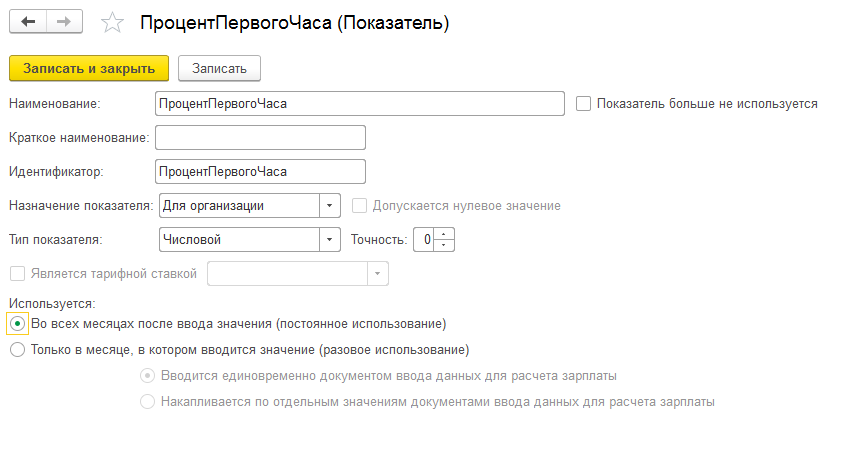 ПроцентПервогоЧаса (Показатель)
Записать и закрыть Записать
Наименование: ПроцентПервогоЧаса Показатель больше не используется
Краткое наименование:
Идентификатор: ПроцентПервогоЧаса
Назначение показателя: Для организации Допускается нулевое значение
Тип показателя: Числовой Точность: 0
Является тарифной ставкой
Используется:
Во всех месяцах после ввода значения (постоянное использование)
Только в месяце, в котором вводится значение (разовое использование)
Вводится единовременно документом ввода данных для расчета зарплаты
Накапливается по отдельным значениям документами ввода данных для расчета зарплаты